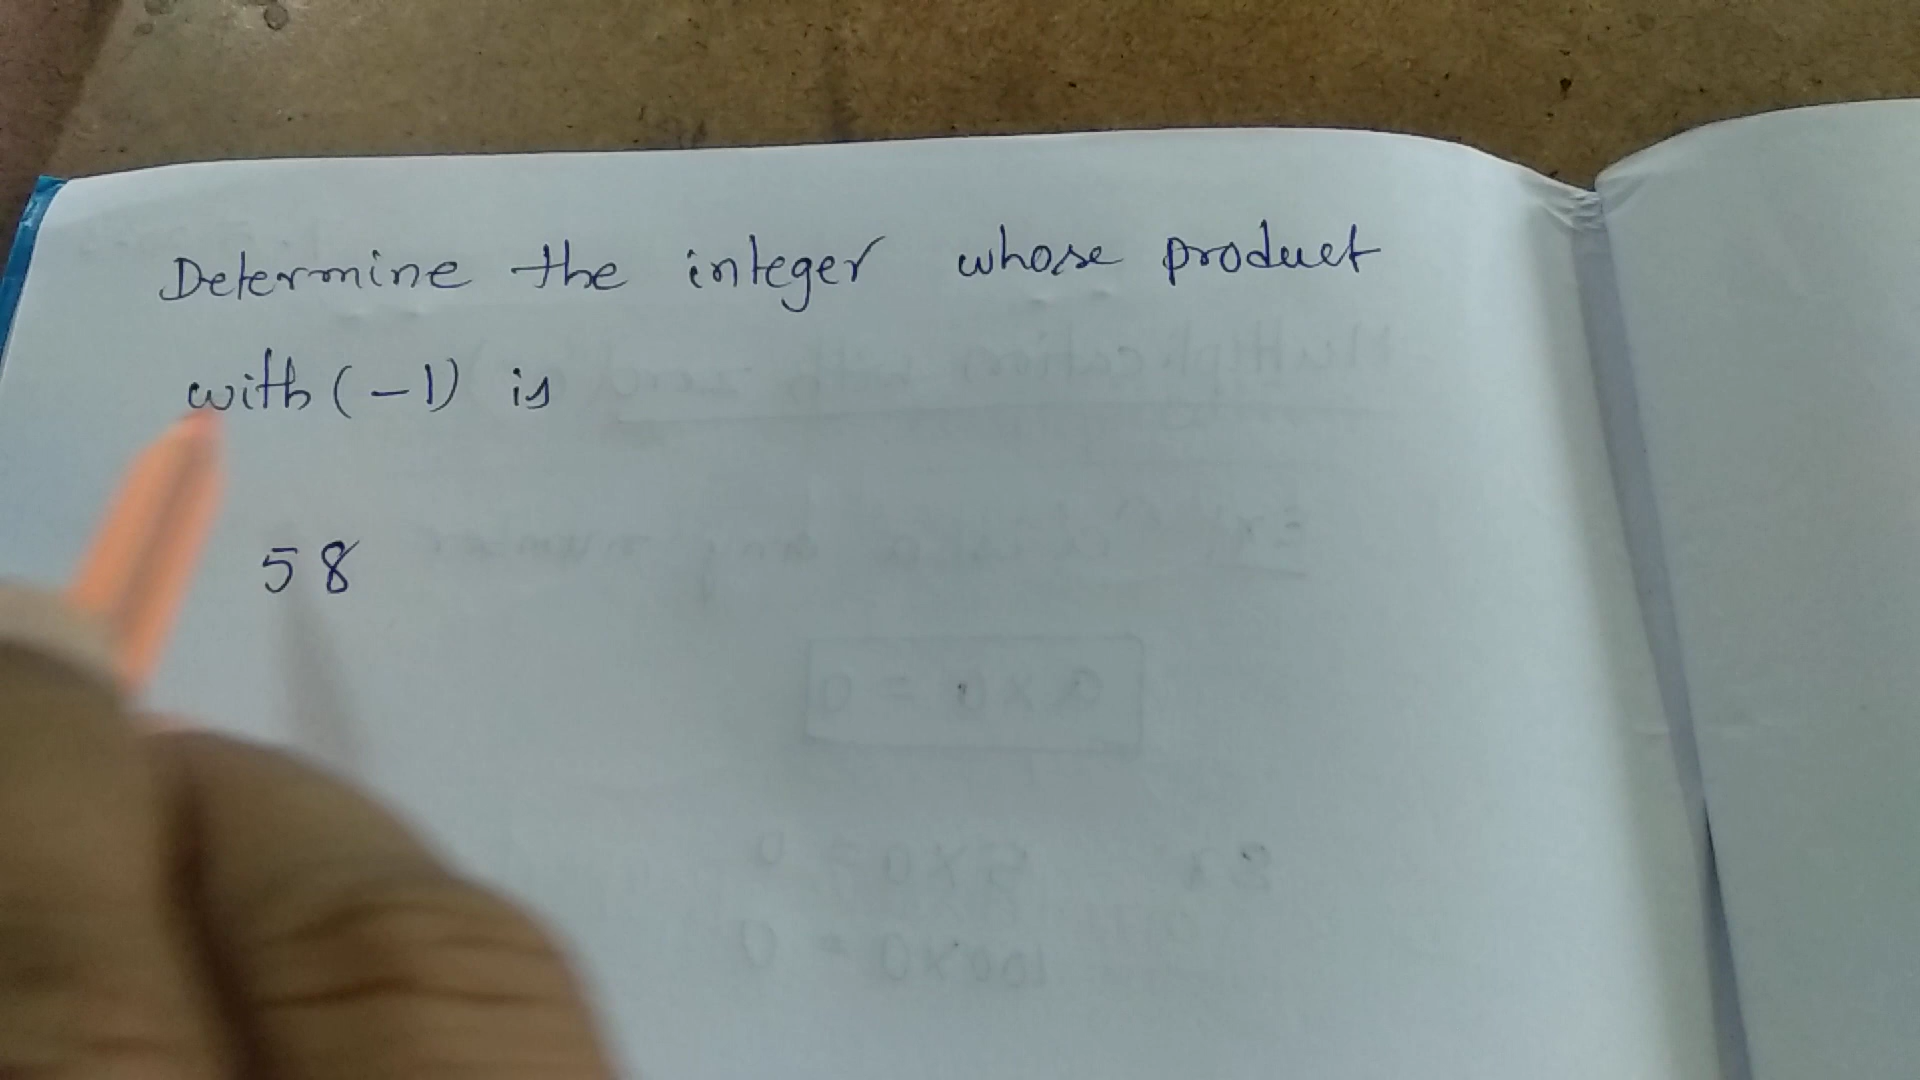 Determine the integer whose product
with (-1) is
58